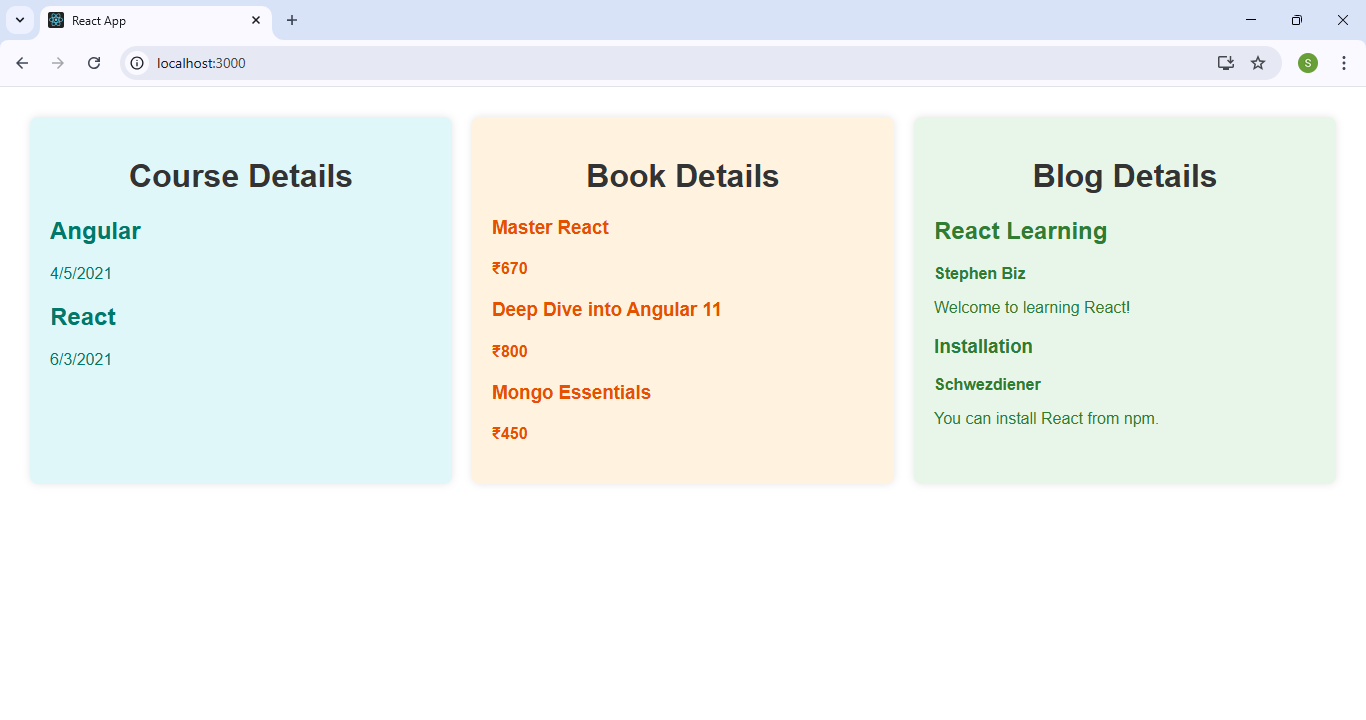 React App
localhost:3000
S
Course Details
Angular
4/5/2021
React
6/3/2021
Book Details
Master React
₹670
Deep Dive into Angular 11
₹800
Mongo Essentials
₹450
Blog Details
React Learning
Stephen Biz
Welcome to learning React!
Installation
Schwezdiener
You can install React from npm.